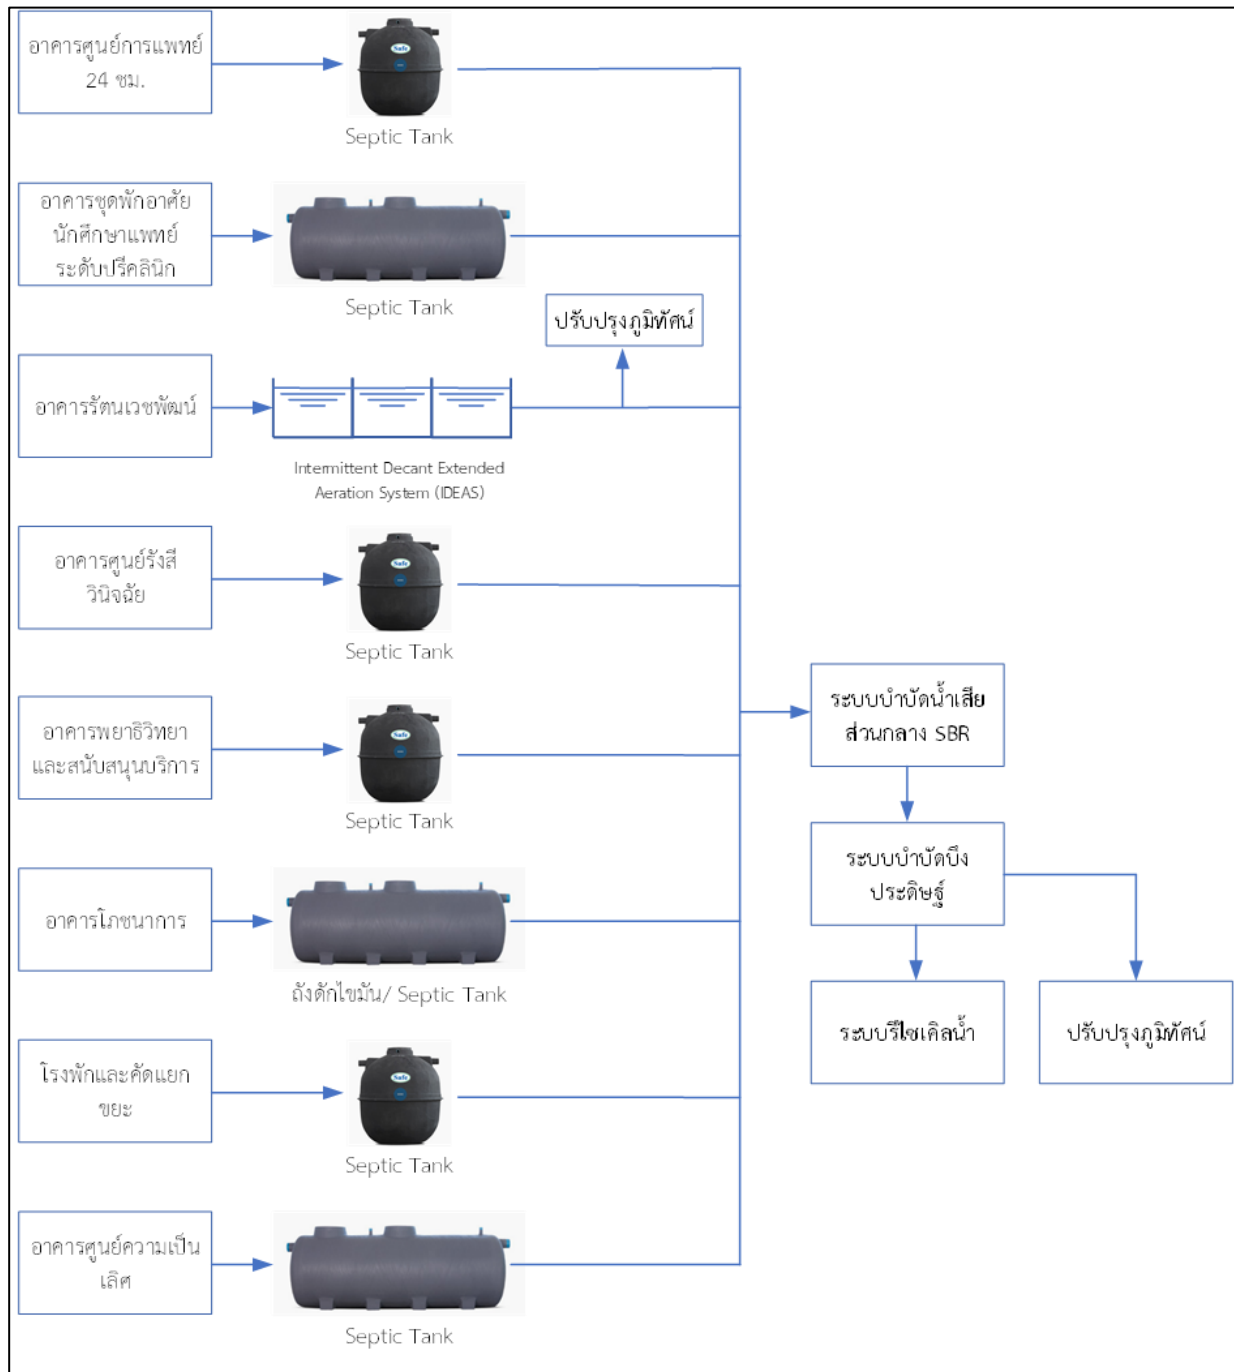 อาคารศูนย์การแพทย์
24 ชม.
Safe
Septic Tank
อาคารชุดพักอาศัย
นักศึกษาแพทย์
ระดับปรีคลินิก
Septic Tank
ปรับปรุงภูมิทัศน์
อาคารรัตนเวชพัฒน์
Intermittent Decant Extended
Aeration System (IDEAS)
อาคารศูนย์รังสี
วินิจฉัย
Safe
Septic Tank
อาคารพยาธิวิทยา
และสนับสนุนบริการ
Safe
Septic Tank
ระบบบำบัดน้ำเสีย
ส่วนกลาง SBR
ระบบบำบัดบึง
ประดิษฐ์
อาคารโภชนาการ
ถังดักไขมัน/ Septic Tank
ระบบรีไซเคิลน้ำ
ปรับปรุงภูมิทัศน์
โรงพักและคัดแยก
ขยะ
Safe
Septic Tank
อาคารศูนย์ความเป็น
เลิศ
Septic Tank